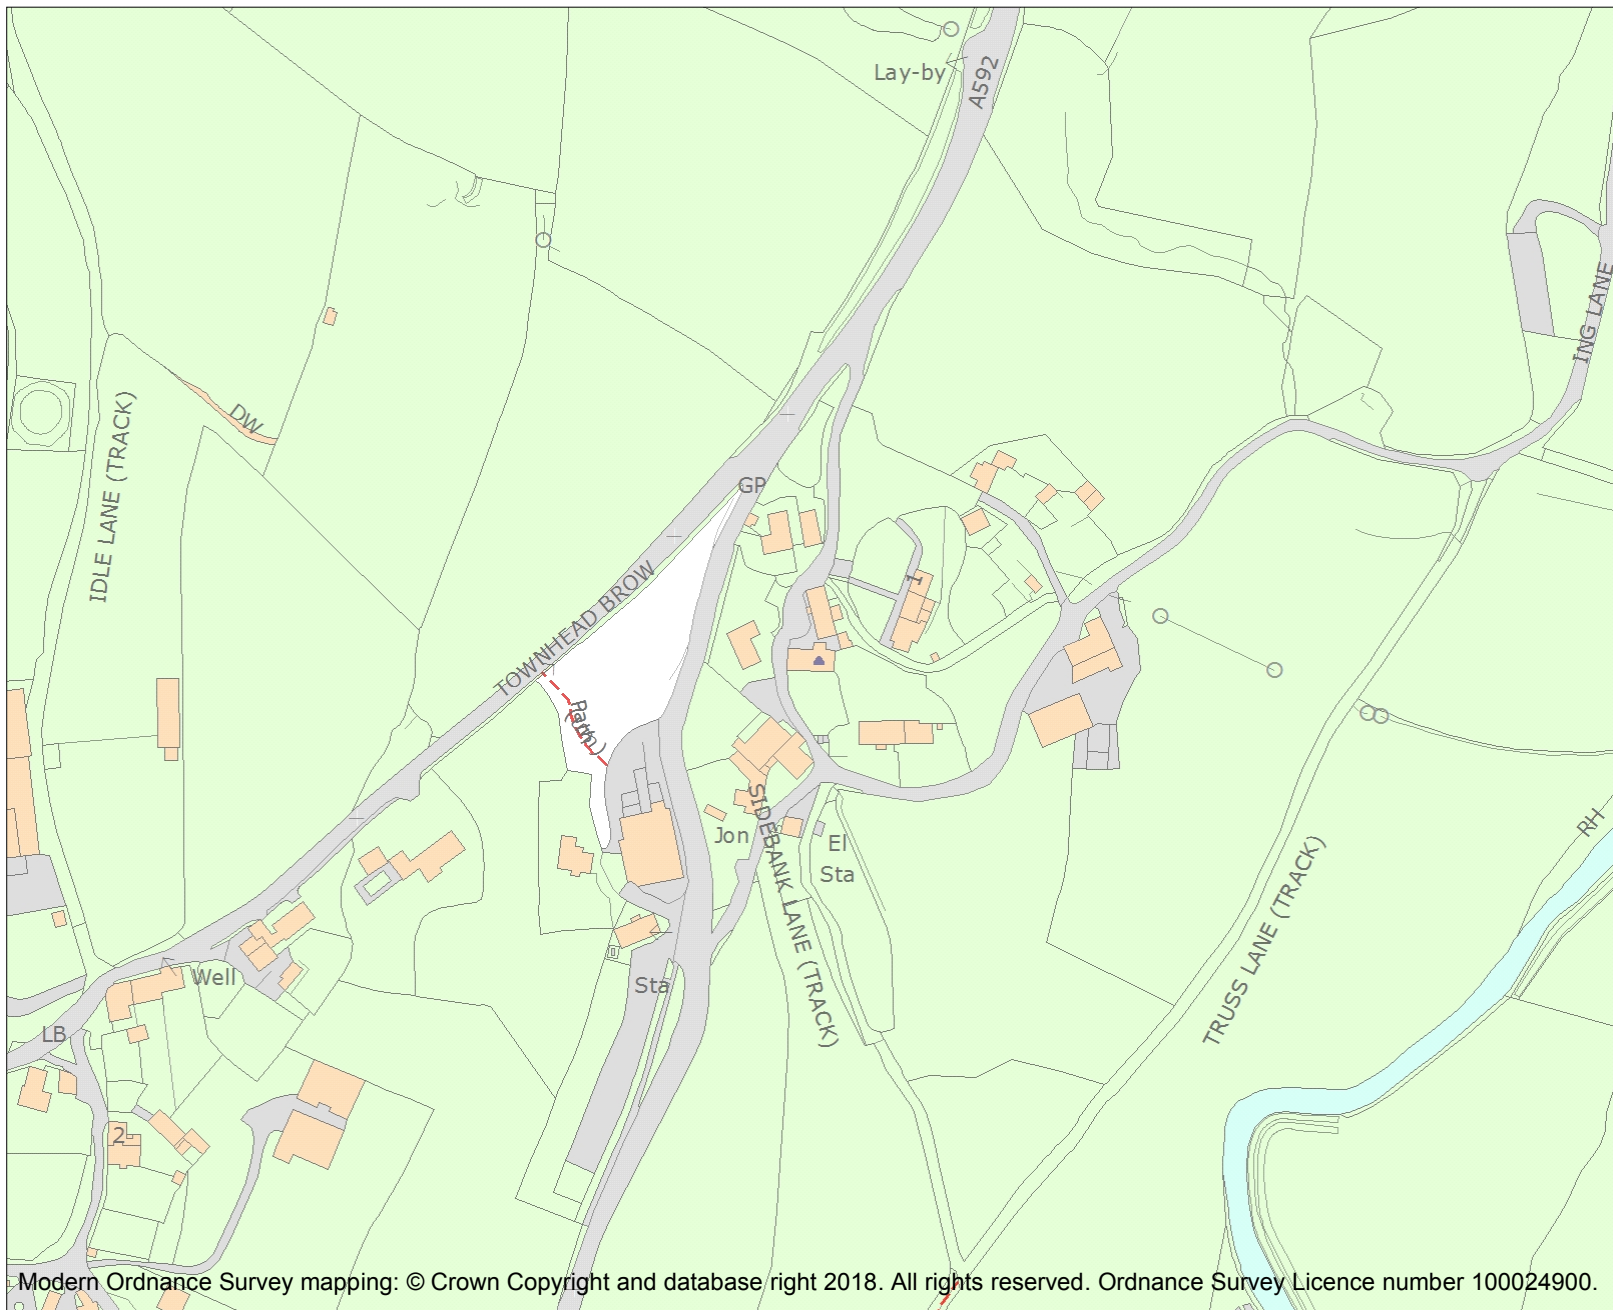 Lay-by
A592
ING LANE
DW
IDLE LANE (TRACK)
GP
TOWNHEAD BROW
1
Path
(um)
SIDEBANK LANE (TRACK)
Jon
El
Sta
RH
TRUSS LANE (TRACK)
Well
Sta
LB
2
Modern Ordnance Survey mapping: © Crown Copyright and database right 2018. All rights reserved. Ordnance Survey Licence number 100024900.